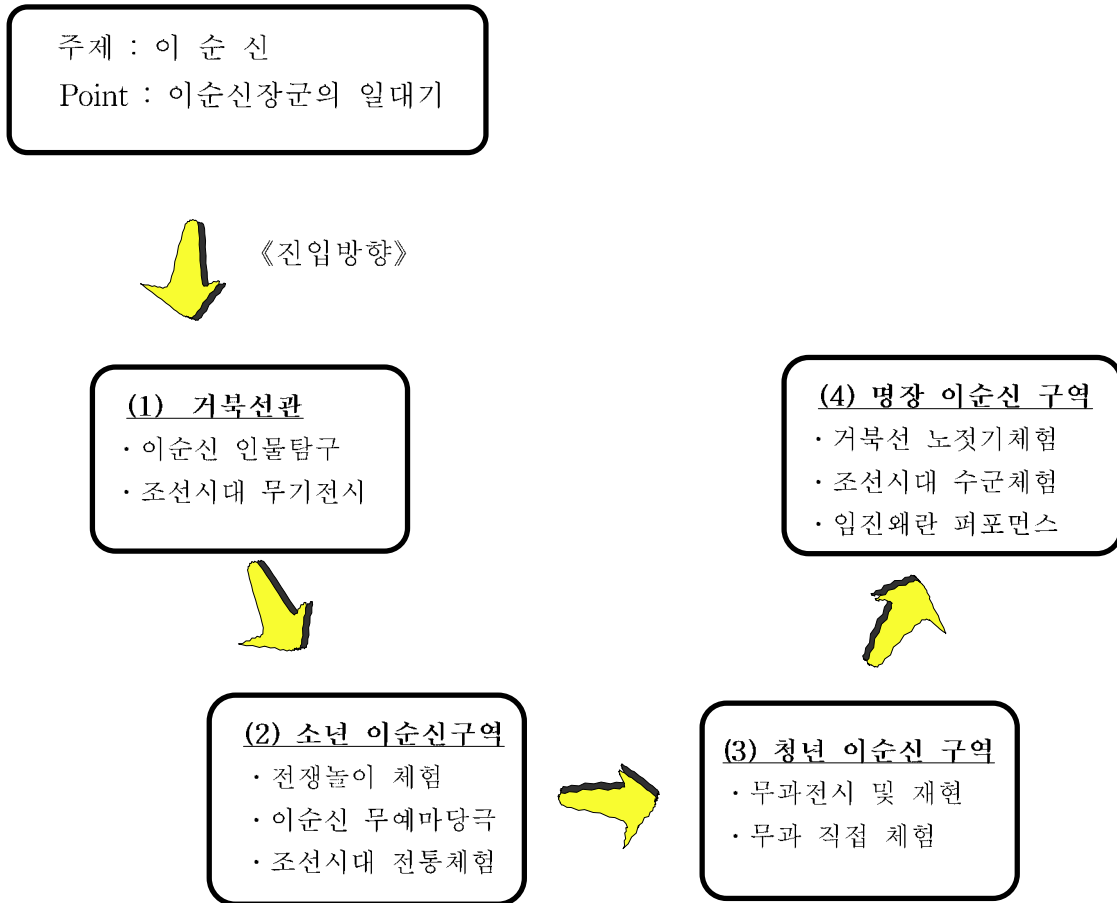 주제 : 이 순 신
Point : 이순신장군의 일대기
《진입방향》
(1) 거북선관
· 이순신 인물탐구
· 조선시대 무기전시
(2) 소년 이순신구역
· 전쟁놀이 체험
· 이순신 무예마당극
· 조선시대 전통체험
(3) 청년 이순신 구역
· 무과전시 및 재현
· 무과 직접 체험
(4) 명장 이순신 구역
· 거북선 노젓기체험
· 조선시대 수군체험
· 임진왜란 퍼포먼스